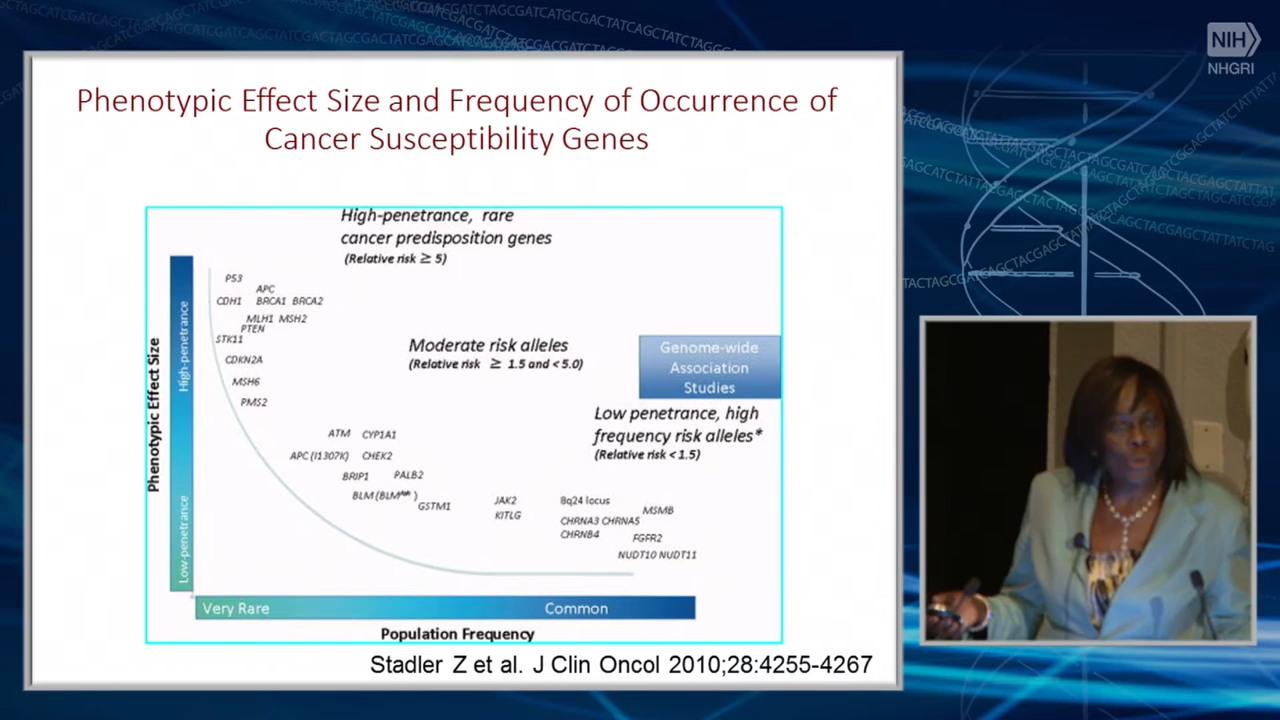 NIH
NHGRI
Phenotypic Effect Size and Frequency of Occurrence of
Cancer Susceptibility Genes
High-penetrance, rare
cancer predisposition genes
(Relative risk ≥ 5)
P53
APC
CDH1 BRCA1 BRCA2
MLH1 MSH2
PTEN
STK11
CDKN2A
MSH6
PMS2
Moderate risk alleles
(Relative risk ≥ 1.5 and < 5.0)
Genome-wide
Association
Studies
Low penetrance, high
frequency risk alleles*
(Relative risk < 1.5)
ATM CYP1A1
APC (I1307K) CHEK2
BRIP1 PALB2
BLM (BLM )
GSTM1
JAK2
KITLG
8q24 locus
MSMB
CHRNA3 CHRNA5
CHRNB4
FGFR2
NUDT10 NUDT11
Phenotypic Effect Size
High-penetrance
Low-penetrance
Very Rare
Common
Population Frequency
Stadler Z et al. J Clin Oncol 2010;28:4255-4267